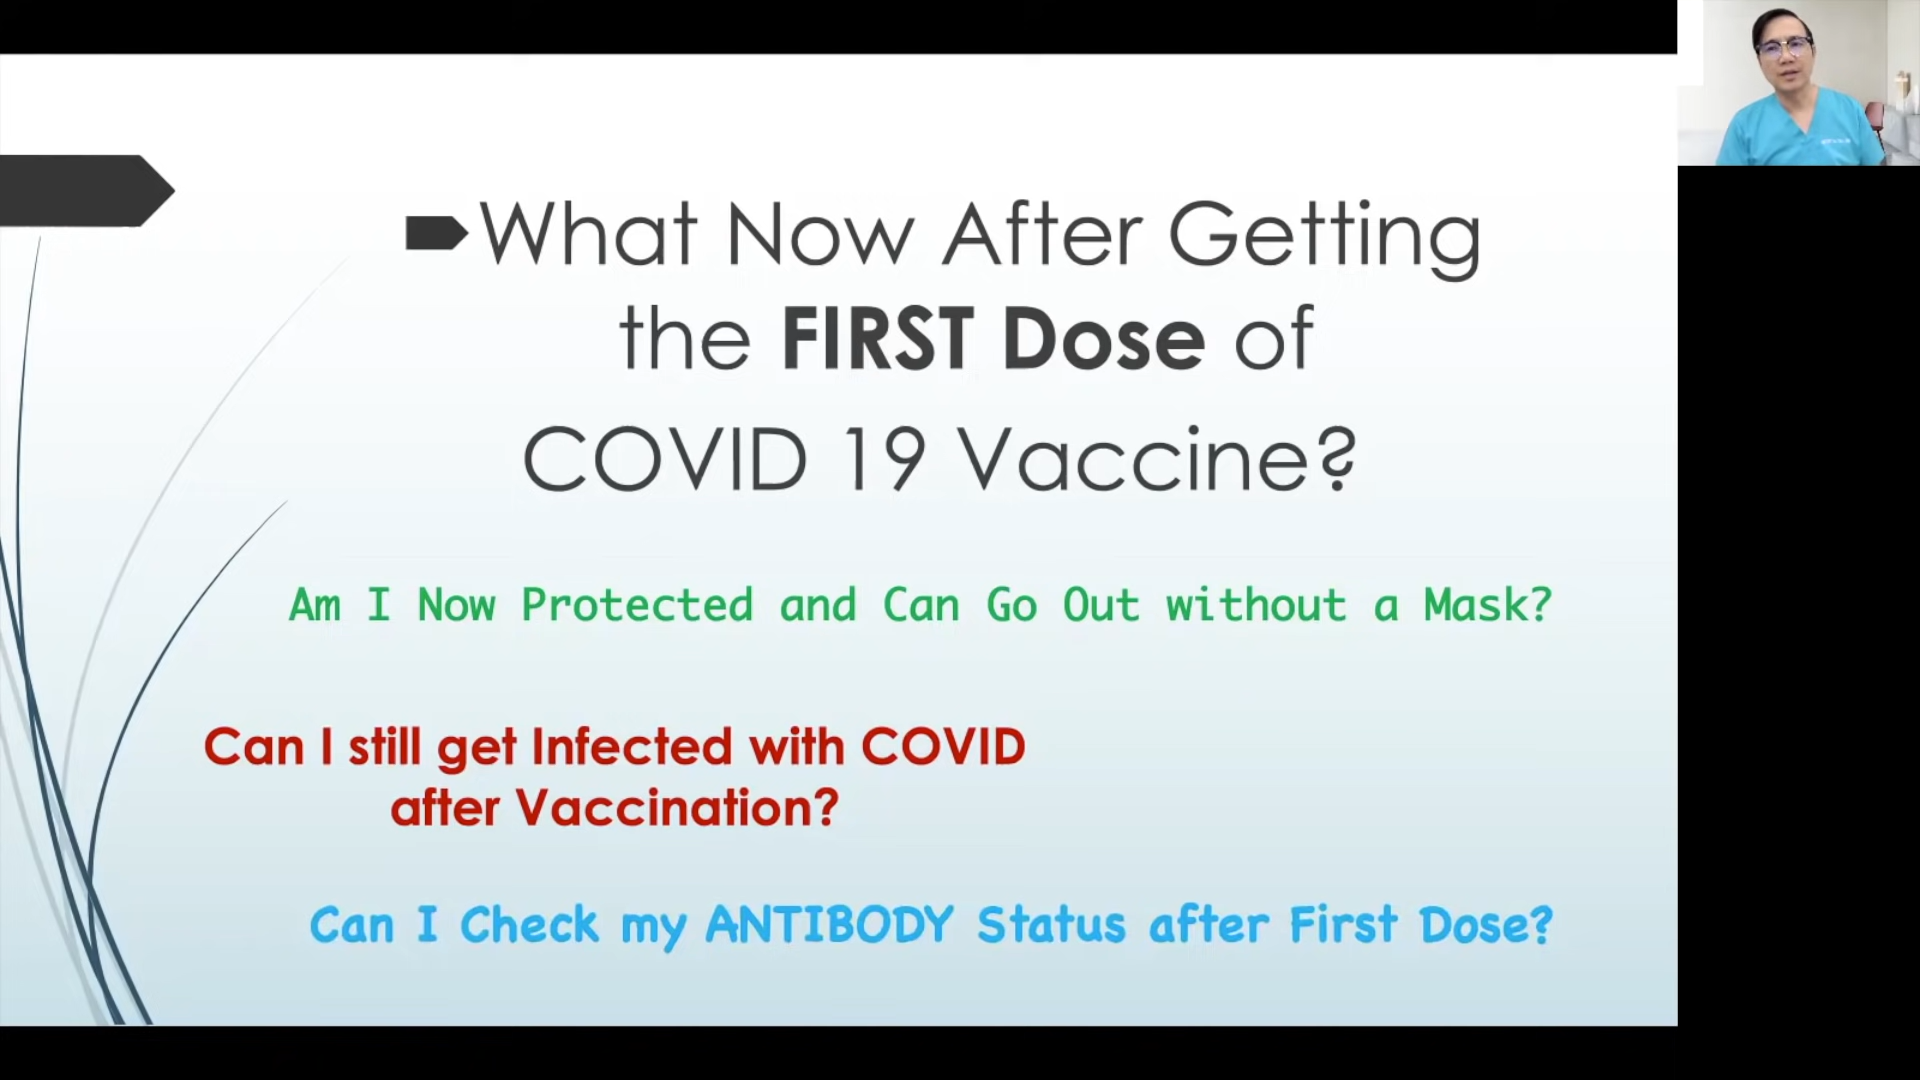 What Now After Getting
the FIRST Dose of
COVID 19 Vaccine?
Am I Now Protected and Can Go Out without a Mask?
Can I still get Infected with COVID
after Vaccination?
Can I Check my ANTIBODY Status after First Dose?